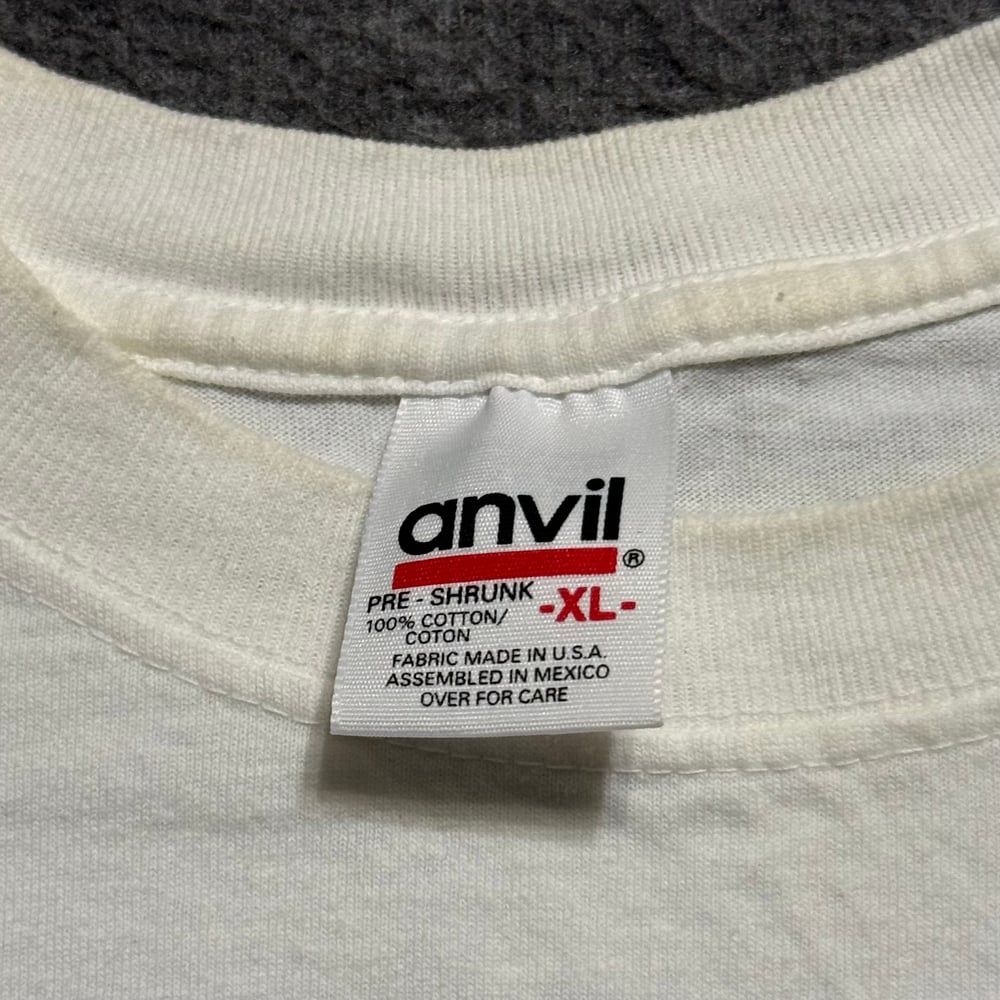 anvil®
PRE - SHRUNK -XL-
100% COTTON/
COTON
FABRIC MADE IN U.S.A.
ASSEMBLED IN MEXICO
OVER FOR CARE